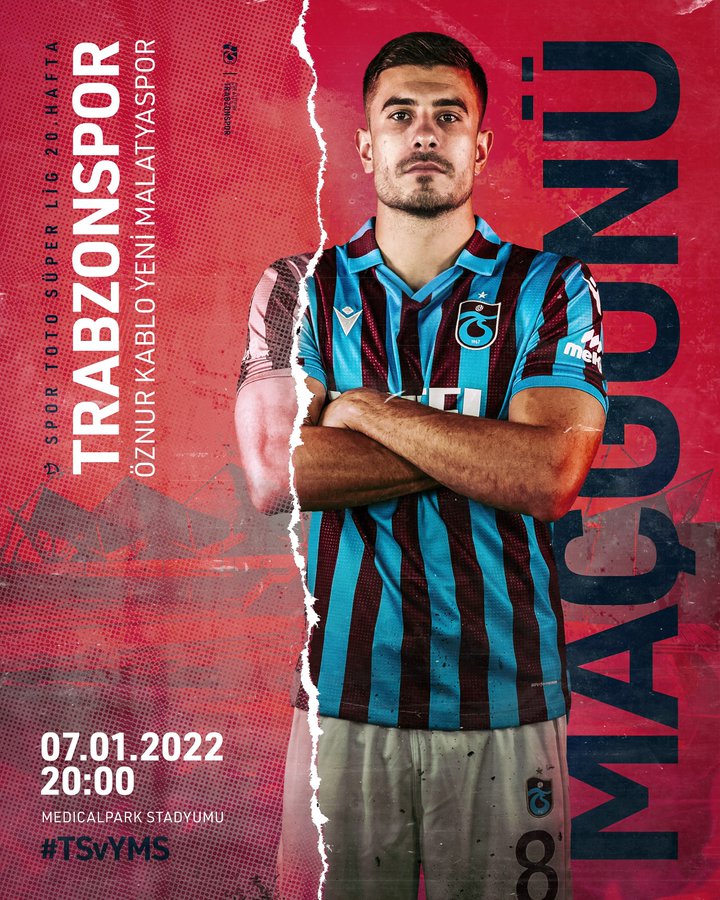 SPOR TOTO SÜPER LİG 20 HAFTA
TRABZONSPOR
ÖZNUR KABLO YENİ MALATYASPOR
MAÇGÜNÜ
07.01.2022
20:00
MEDICALPARK STADYUMU
#TSvYMS
8